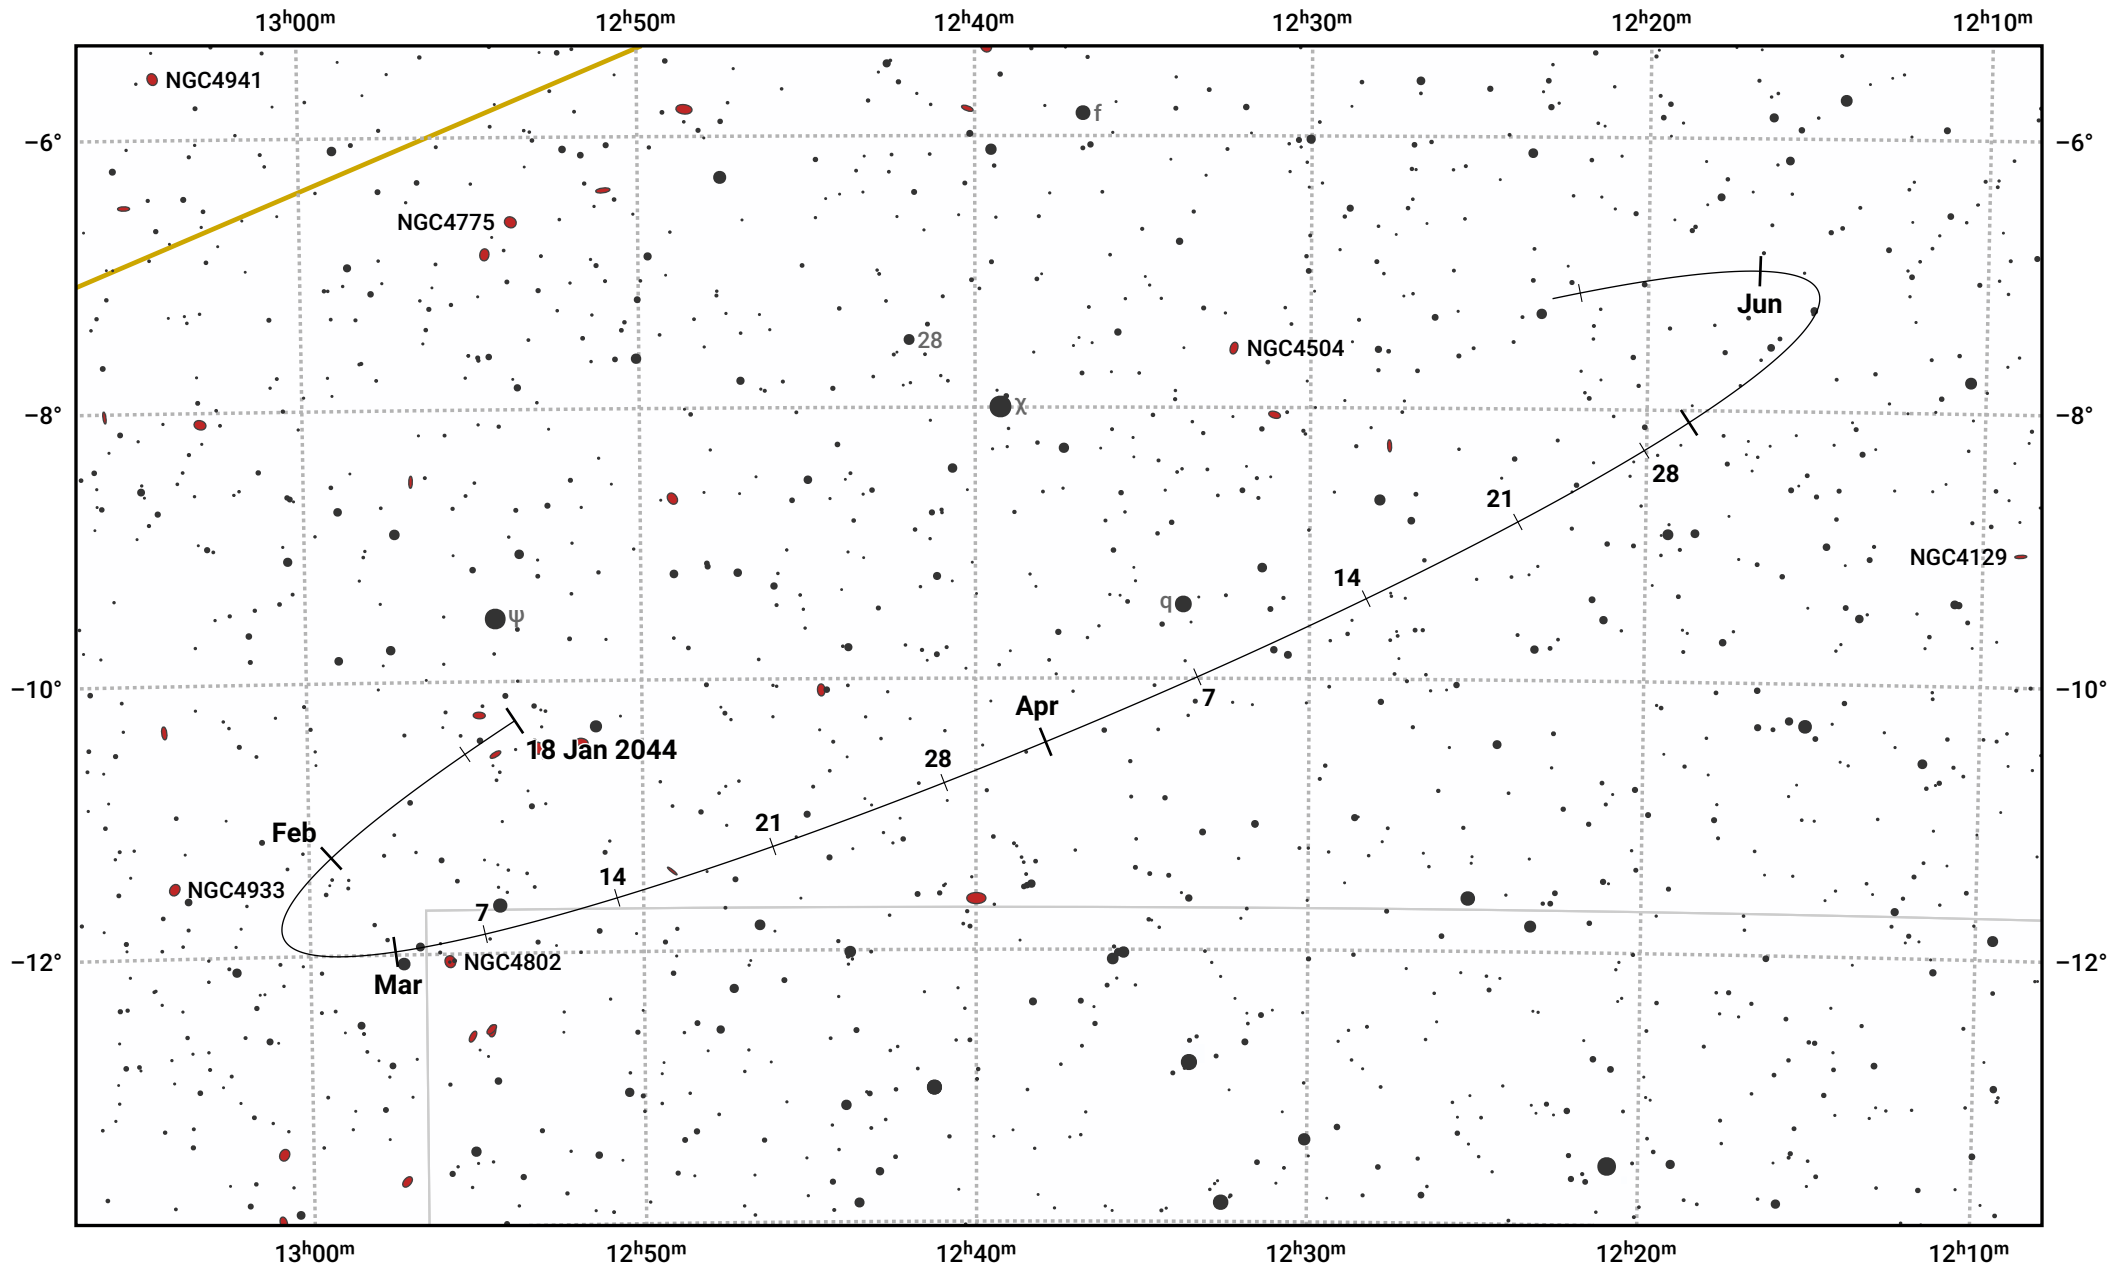 13ʰ00ᵐ 12ʰ50ᵐ 12ʰ40ᵐ 12ʰ30ᵐ 12ʰ20ᵐ 12ʰ10ᵐ
NGC4941
f
−6° −6°
NGC4775
Jun
28
NGC4504
χ
−8° −8°
28
21
NGC4129
14
q
ψ
−10° −10°
7
Apr
18 Jan 2044
28
21
Feb
14
NGC4933
7
−12° −12°
NGC4802
Mar
13ʰ00ᵐ 12ʰ50ᵐ 12ʰ40ᵐ 12ʰ30ᵐ 12ʰ20ᵐ 12ʰ10ᵐ